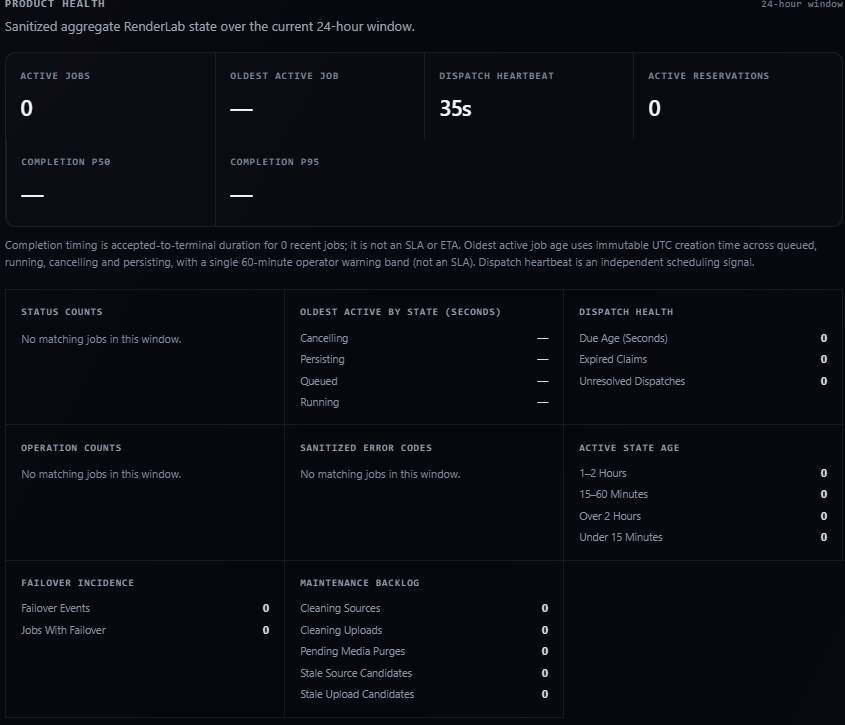 PRODUCT HEALTH
24-hour window
Sanitized aggregate RenderLab state over the current 24-hour window.
ACTIVE JOBS
0
OLDEST ACTIVE JOB
—
DISPATCH HEARTBEAT
35s
ACTIVE RESERVATIONS
0
COMPLETION P50
—
COMPLETION P95
—
Completion timing is accepted-to-terminal duration for 0 recent jobs; it is not an SLA or ETA. Oldest active job age uses immutable UTC creation time across queued,
running, cancelling and persisting, with a single 60-minute operator warning band (not an SLA). Dispatch heartbeat is an independent scheduling signal.
STATUS COUNTS
No matching jobs in this window.
OLDEST ACTIVE BY STATE (SECONDS)
Cancelling —
Persisting —
Queued —
Running —
DISPATCH HEALTH
Due Age (Seconds) 0
Expired Claims 0
Unresolved Dispatches 0
OPERATION COUNTS
No matching jobs in this window.
SANITIZED ERROR CODES
No matching jobs in this window.
ACTIVE STATE AGE
1–2 Hours 0
15–60 Minutes 0
Over 2 Hours 0
Under 15 Minutes 0
FAILOVER INCIDENCE
Failover Events 0
Jobs With Failover 0
MAINTENANCE BACKLOG
Cleaning Sources 0
Cleaning Uploads 0
Pending Media Purges 0
Stale Source Candidates 0
Stale Upload Candidates 0